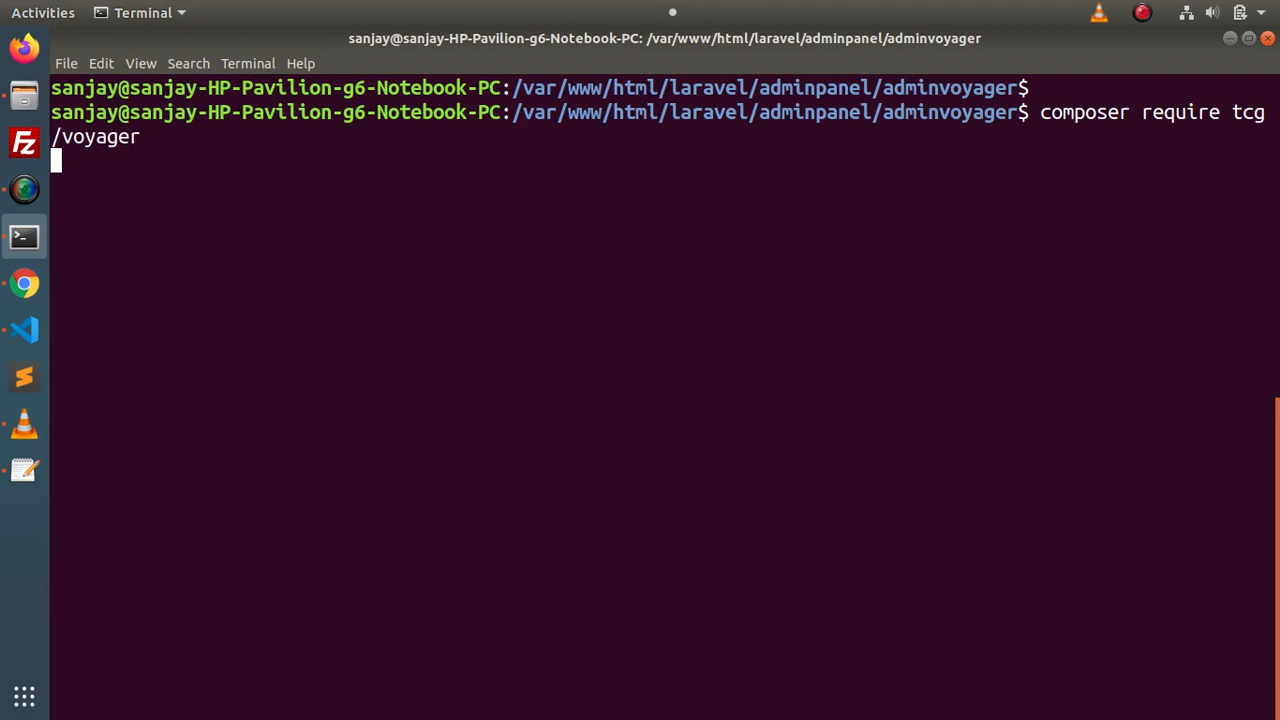 Activities Terminal
sanjay@sanjay-HP-Pavilion-g6-Notebook-PC: /var/www/html/laravel/adminpanel/adminvoyager
File Edit View Search Terminal Help
sanjay@sanjay-HP-Pavilion-g6-Notebook-PC:/var/www/html/laravel/adminpanel/adminvoyager$
sanjay@sanjay-HP-Pavilion-g6-Notebook-PC:/var/www/html/laravel/adminpanel/adminvoyager$ composer require tcg
/voyager